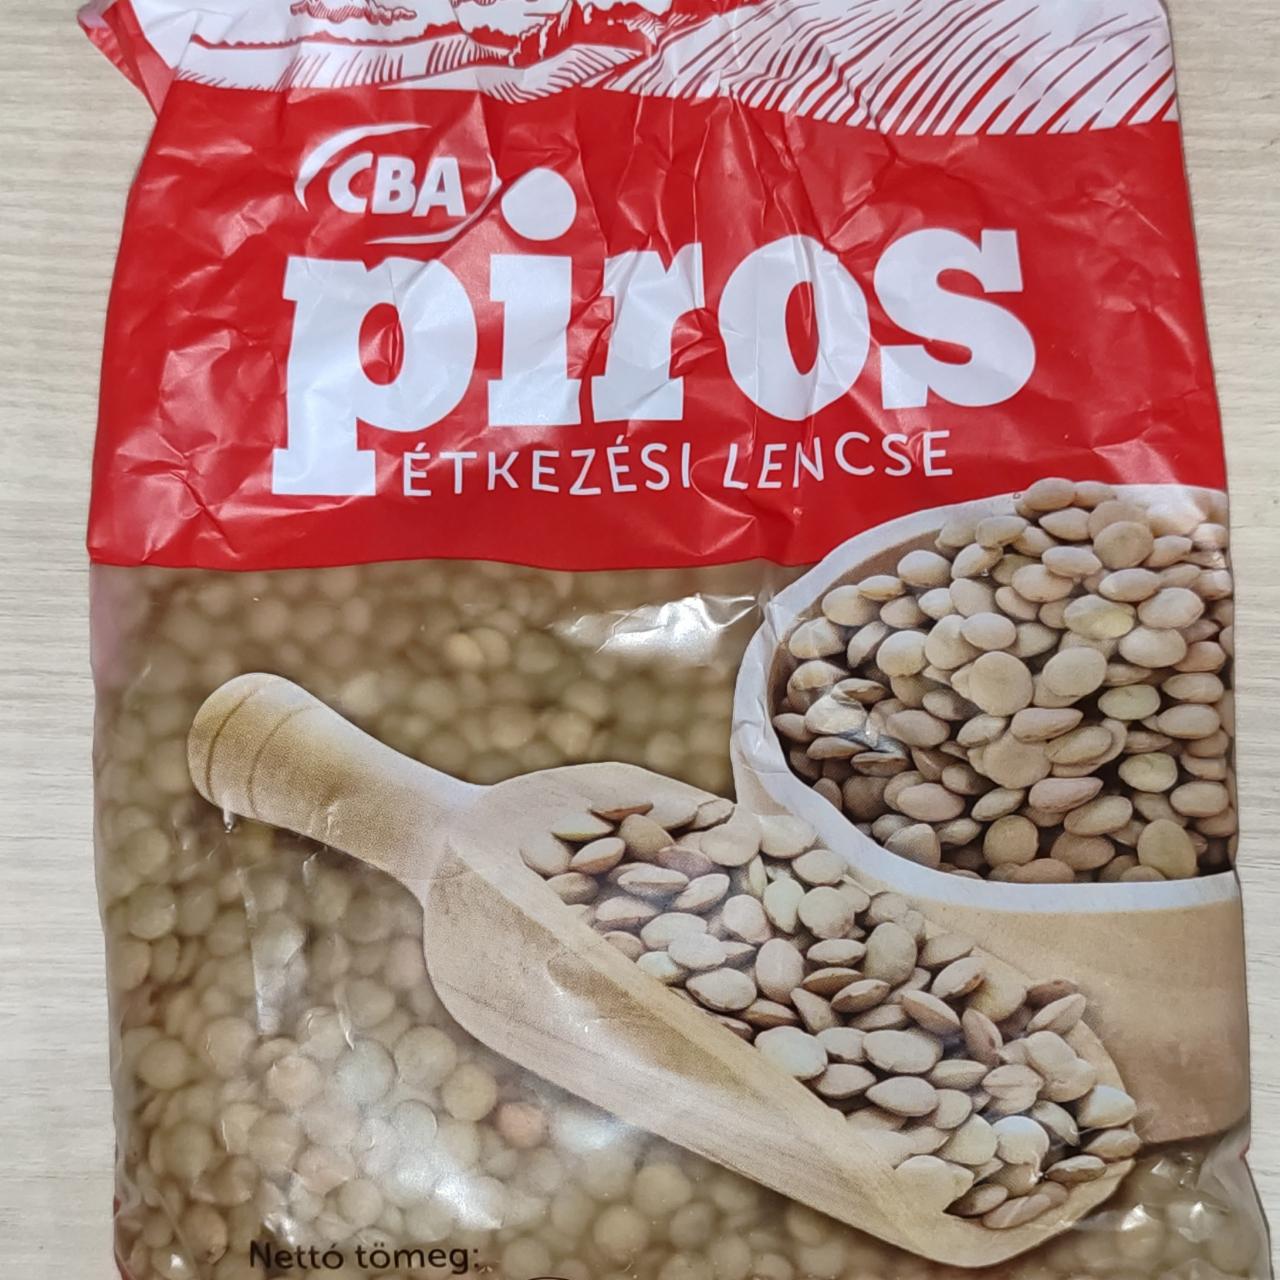 CBA
piros
ÉTKEZÉSI LENCSE
Nettó tömeg: